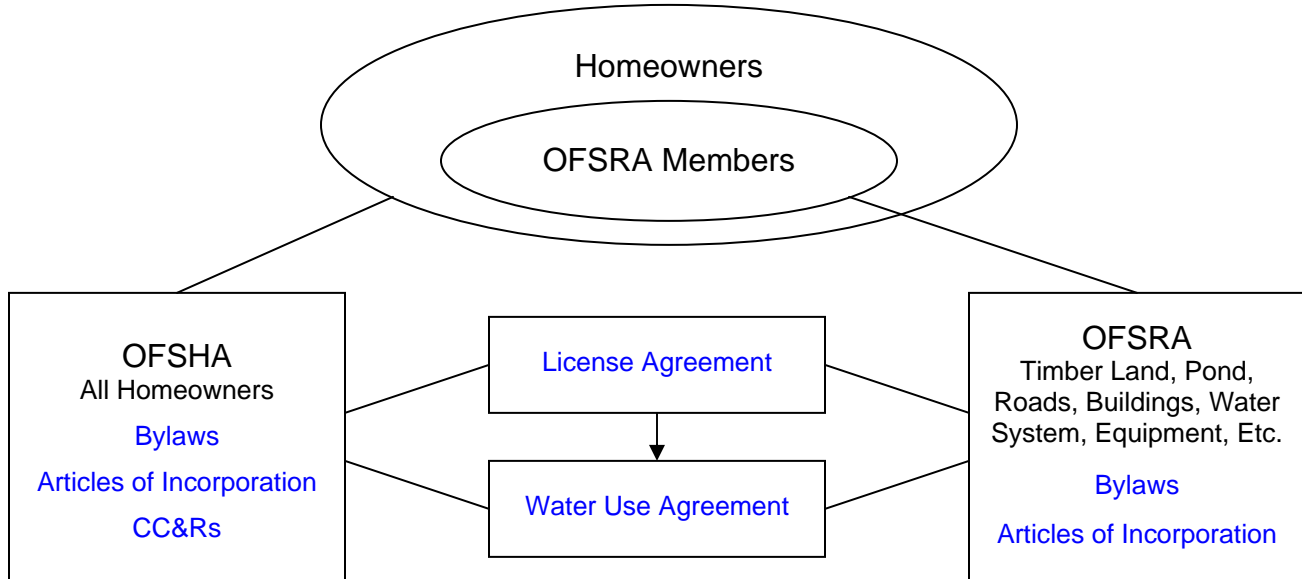 Homeowners
OFSRA Members
OFSHA
All Homeowners
Bylaws
Articles of Incorporation
CC&Rs
License Agreement
Water Use Agreement
OFSRA
Timber Land, Pond,
Roads, Buildings, Water
System, Equipment, Etc.
Bylaws
Articles of Incorporation